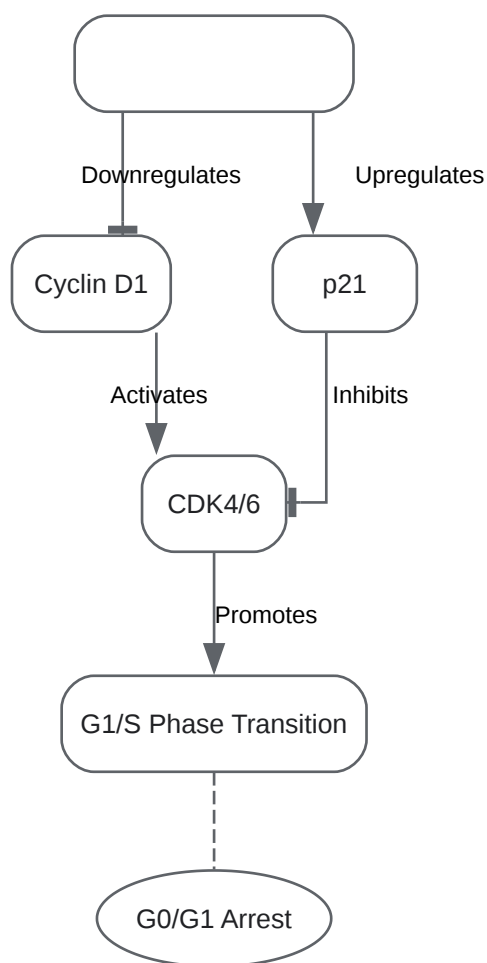 Downregulates
Upregulates
Cyclin D1
p21
Activates
Inhibits
CDK4/6
Promotes
G1/S Phase Transition
G0/G1 Arrest